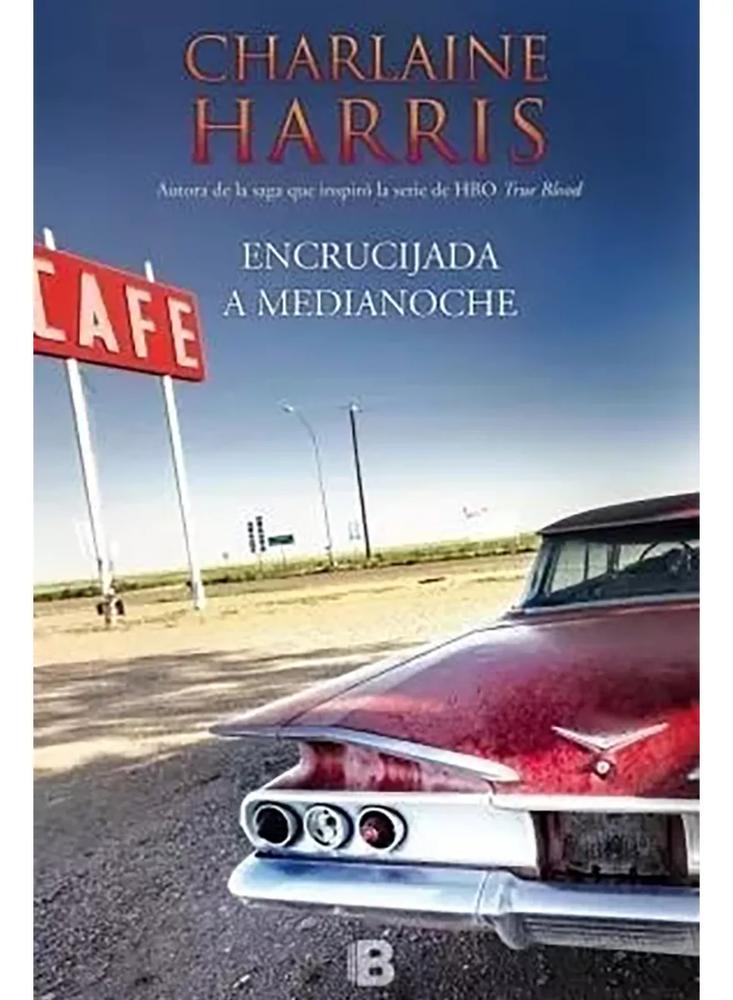 CHARLAINE
HARRIS
Autora de la saga que inspiró la serie de HBO True Blood
ENCRUCIJADA
A MEDIANOCHE
CAFE
B